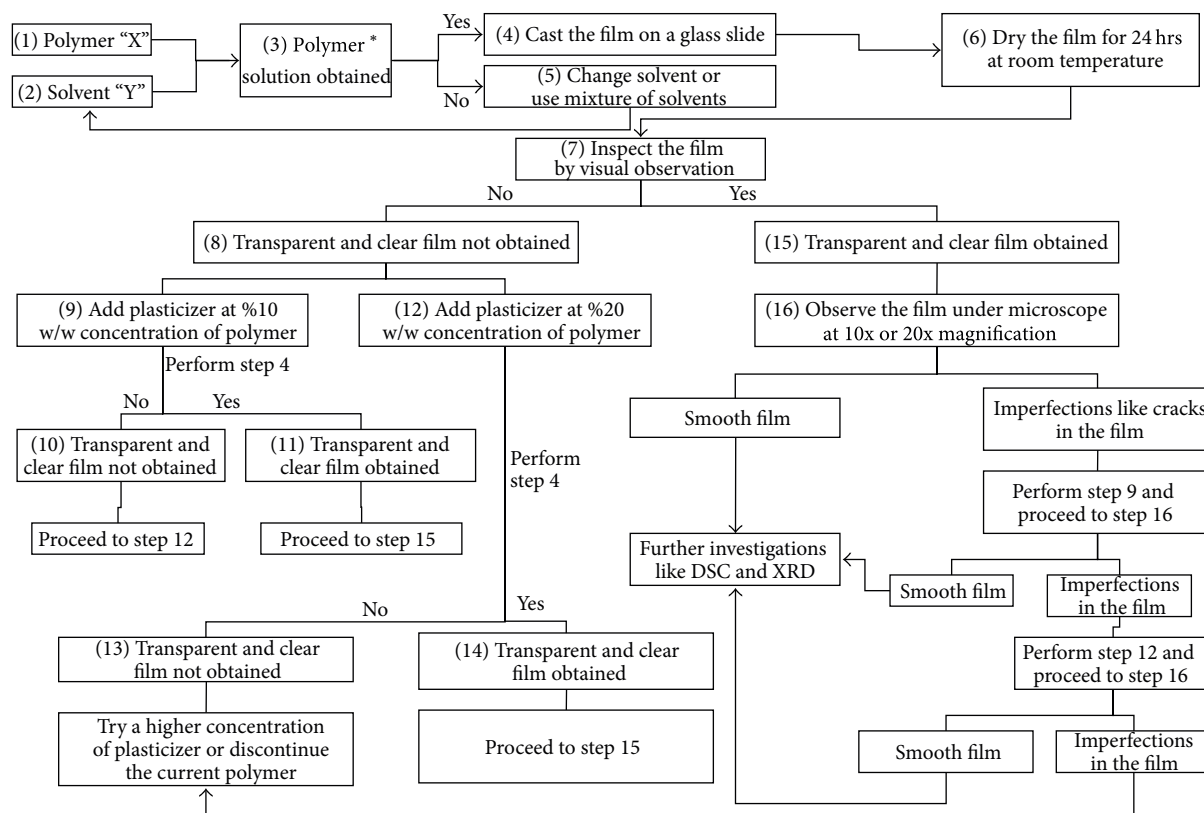 (1) Polymer “X”
(2) Solvent “Y”
(3) Polymer *
solution obtained
Yes
No
(4) Cast the film on a glass slide
(5) Change solvent or
use mixture of solvents
(6) Dry the film for 24 hrs
at room temperature
(7) Inspect the film
by visual observation
No
Yes
(8) Transparent and clear film not obtained
(15) Transparent and clear film obtained
(9) Add plasticizer at %10
w/w concentration of polymer
(12) Add plasticizer at %20
w/w concentration of polymer
(16) Observe the film under microscope
at 10x or 20x magnification
Perform step 4
No
Yes
(10) Transparent and
clear film not obtained
(11) Transparent and
clear film obtained
Proceed to step 12
Proceed to step 15
Perform
step 4
Smooth film
Imperfections like cracks
in the film
Perform step 9 and
proceed to step 16
Further investigations
like DSC and XRD
Smooth film
Imperfections
in the film
No
Yes
(13) Transparent and clear
film not obtained
(14) Transparent and clear
film obtained
Perform step 12 and
proceed to step 16
Try a higher concentration
of plasticizer or discontinue
the current polymer
Proceed to step 15
Smooth film
Imperfections
in the film